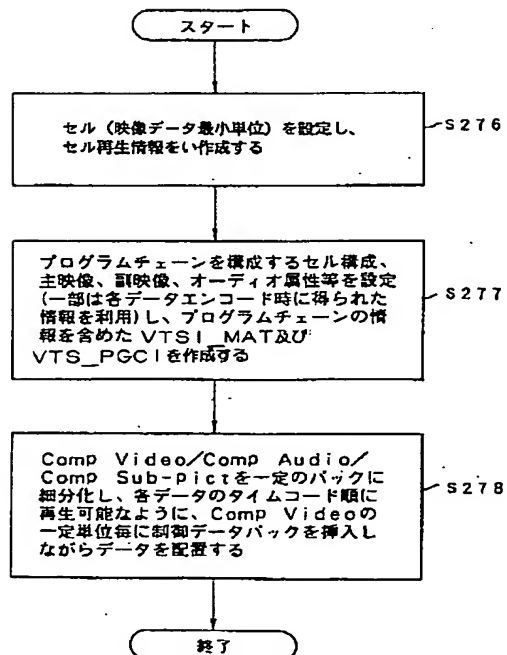 スタート
セル（映像データ最小単位）を設定し、
セル再生情報をい作成する
S276
プログラムチェーンを構成するセル構成、
主映像、副映像、オーディオ属性等を設定
(一部は各データエンコード時に得られた
情報を利用)し、プログラムチェーンの情
報を含めた VTSI_MAT及び
VTS_PGCIを作成する
S277
Comp Video/Comp Audio/
Comp Sub-pictを一定のパックに
細分化し、各データのタイムコード順に
再生可能なように、Comp Videoの
一定単位毎に制御データパックを挿入し
ながらデータを配置する
S278
終了